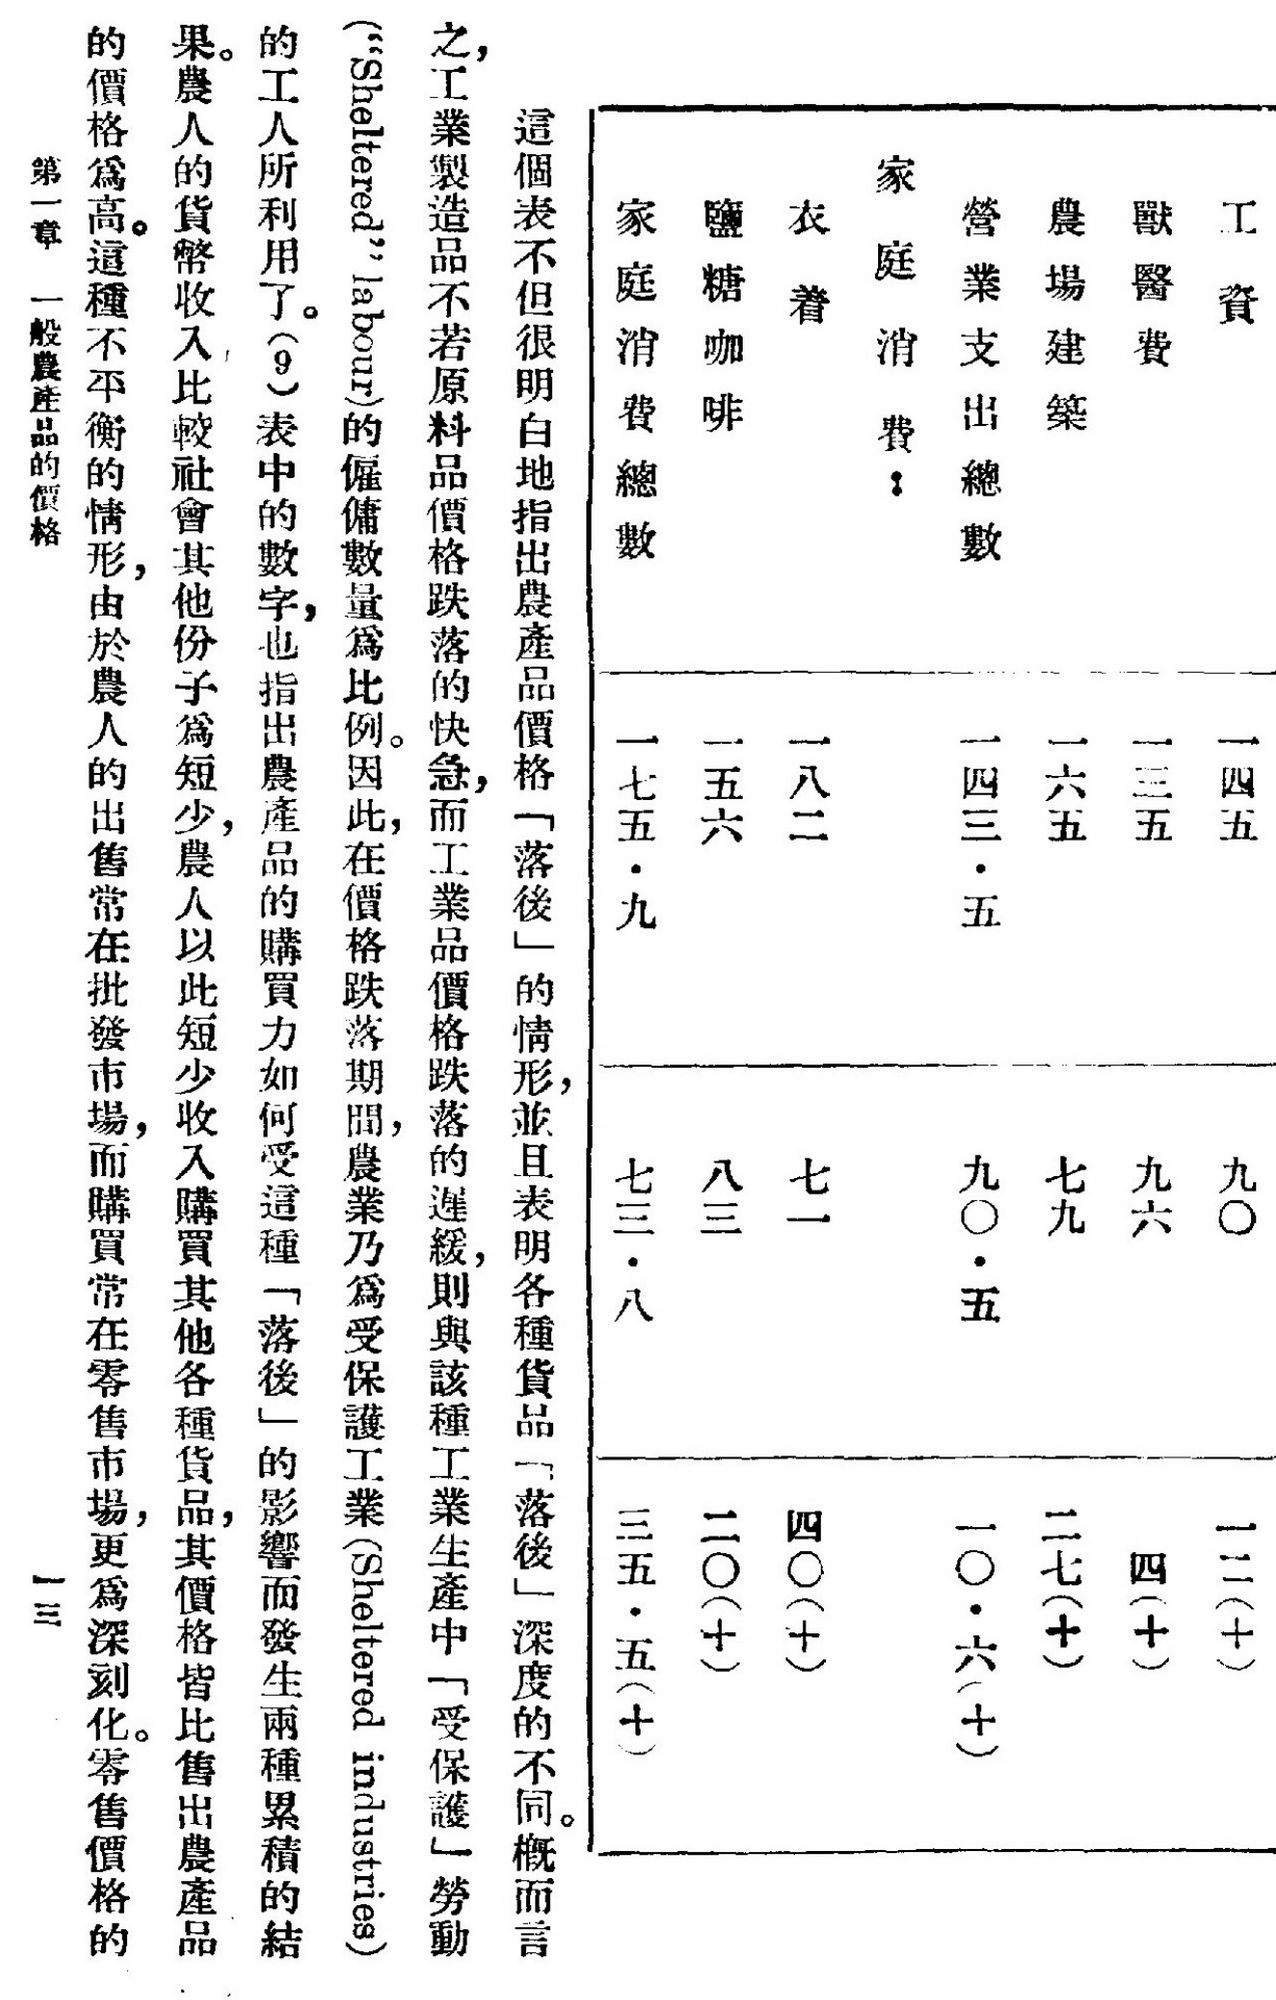 工資　一四五　九〇　一二(十)
獸醫費　一三五　九六　四(十)
農場建築　一六五　七九　二七(十)
營業支出總數　一四三・五　九〇・五　一〇・六(十)
家庭消費：
衣着　一八二　七一　四〇(十)
鹽糖咖啡　一五六　八三　二〇(十)
家庭消費總數　一七五・九　七三・八　三五・五(十)
這個表不但很明白地指出農產品價格「落後」的情形，並且表明各種貨品「落後」深度的不同。概而言
之，工業製造品不若原料品價格跌落的快急，而工業品價格跌落的遲緩，則與該種工業生產中「受保護」勞動
(“Sheltered” labour)的僱傭數量爲比例。因此，在價格跌落期間，農業乃爲受保護工業(Sheltered industries)
的工人所利用了。(9)表中的數字，也指出農產品的購買力如何受這種「落後」的影響而發生兩種累積的結
果。農人的貨幣收入比較社會其他份子爲短少，農人以此短少收入購買其他各種貨品，其價格皆比售出農產品
的價格爲高。這種不平衡的情形，由於農人的出售常在批發市場，而購買常在零售市場，更爲深刻化。零售價格的
第一章　一般農產品的價格　一三